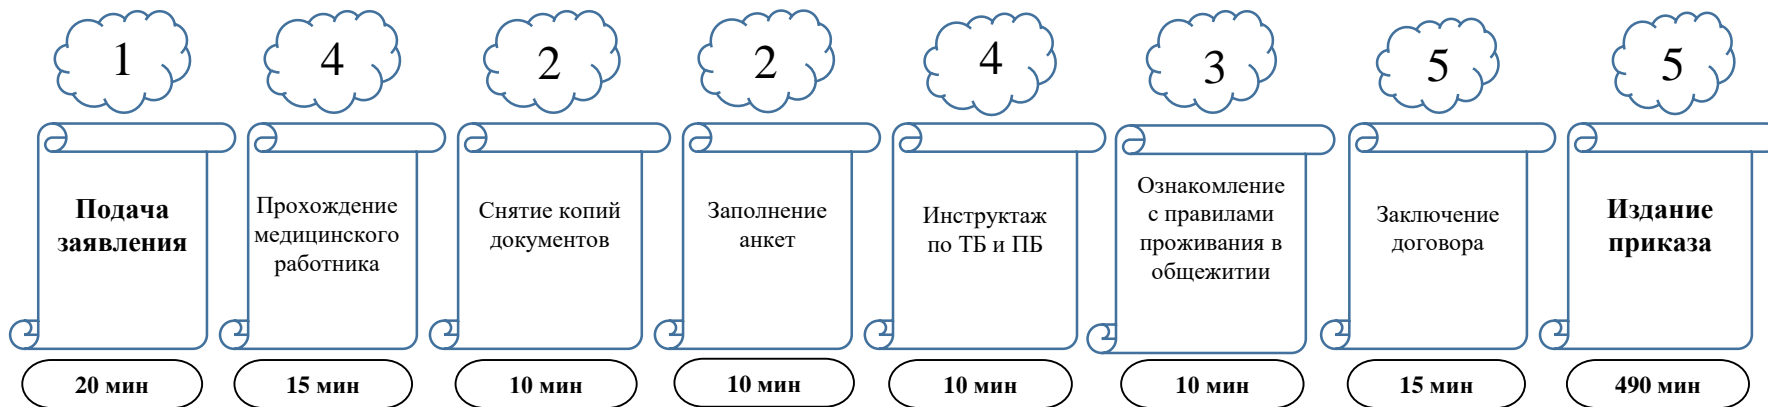 1
4
2
2
4
3
5
5
Подача
заявления
Прохождение
медицинского
работника
Снятие копий
документов
Заполнение
анкет
Инструктаж
по ТБ и ПБ
Ознакомление
с правилами
проживания в
общежитии
Заключение
договора
Издание
приказа
20 мин
15 мин
10 мин
10 мин
10 мин
10 мин
15 мин
490 мин